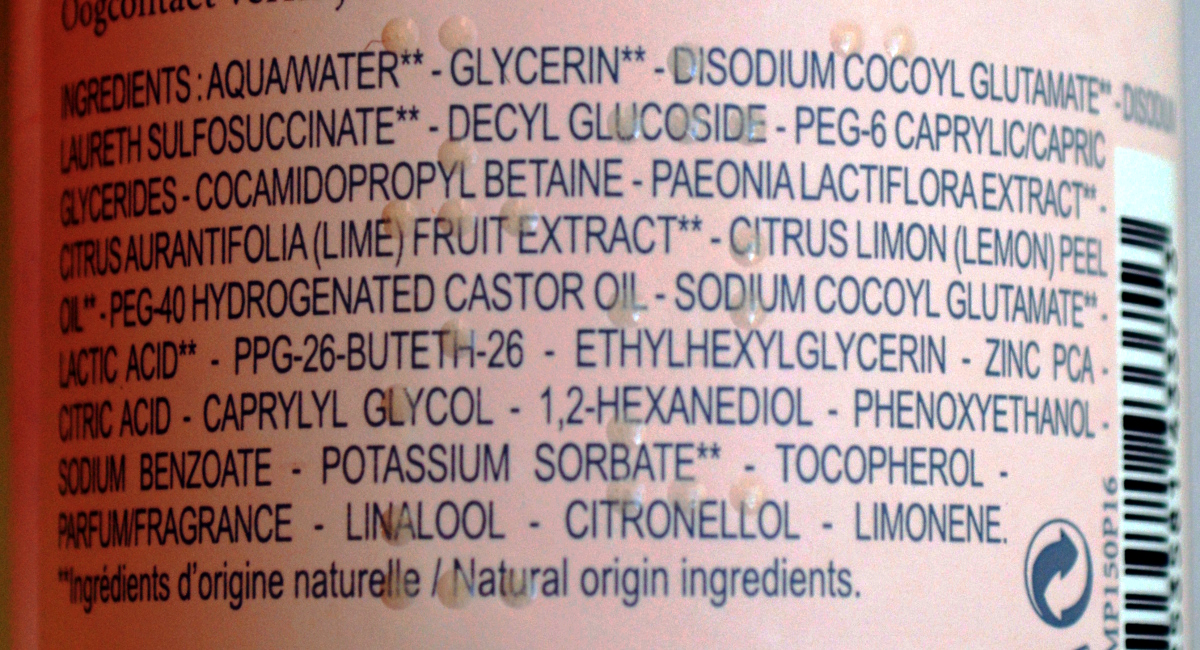 Oogcontact
INGREDIENTS : AQUA/WATER** - GLYCERIN** - DISODIUM COCOYL GLUTAMATE** - DISODIU
LAURETH SULFOSUCCINATE** - DECYL GLUCOSIDE - PEG-6 CAPRYLIC/CAPRIC
GLYCERIDES - COCAMIDOPROPYL BETAINE - PAEONIA LACTIFLORA EXTRACT** -
CITRUS AURANTIFOLIA (LIME) FRUIT EXTRACT** - CITRUS LIMON (LEMON) PEEL
OIL** - PEG-40 HYDROGENATED CASTOR OIL - SODIUM COCOYL GLUTAMATE** -
LACTIC ACID** - PPG-26-BUTETH-26 - ETHYLHEXYLGLYCERIN - ZINC PCA -
CITRIC ACID - CAPRYLYL GLYCOL - 1,2-HEXANEDIOL - PHENOXYETHANOL -
SODIUM BENZOATE - POTASSIUM SORBATE** - TOCOPHEROL -
PARFUM/FRAGRANCE - LINALOOL - CITRONELLOL - LIMONENE.
**Ingrédients d'origine naturelle / Natural origin ingredients.
MP150P16